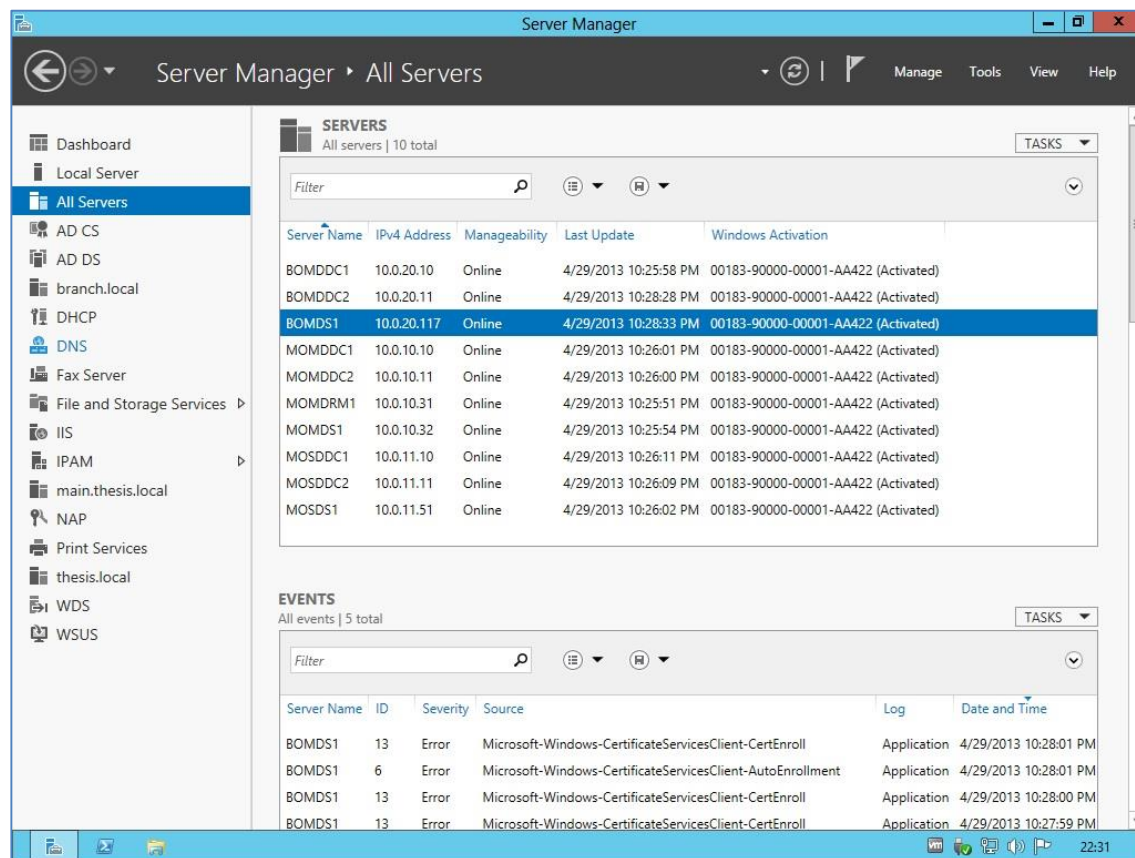 Server Manager
Server Manager ‣ All Servers
Manage Tools View Help
Dashboard
Local Server
All Servers
AD CS
AD DS
branch.local
DHCP
DNS
Fax Server
File and Storage Services
IIS
IPAM
main.thesis.local
NAP
Print Services
thesis.local
WDS
WSUS
SERVERS
All servers | 10 total
TASKS
Filter
Server Name IPv4 Address Manageability Last Update Windows Activation
BOMDDC1 10.0.20.10 Online 4/29/2013 10:25:58 PM 00183-90000-00001-AA422 (Activated)
BOMDDC2 10.0.20.11 Online 4/29/2013 10:28:28 PM 00183-90000-00001-AA422 (Activated)
BOMDS1 10.0.20.117 Online 4/29/2013 10:28:33 PM 00183-90000-00001-AA422 (Activated)
MOMDDC1 10.0.10.10 Online 4/29/2013 10:26:01 PM 00183-90000-00001-AA422 (Activated)
MOMDDC2 10.0.10.11 Online 4/29/2013 10:26:00 PM 00183-90000-00001-AA422 (Activated)
MOMDRM1 10.0.10.31 Online 4/29/2013 10:25:51 PM 00183-90000-00001-AA422 (Activated)
MOMDS1 10.0.10.32 Online 4/29/2013 10:25:54 PM 00183-90000-00001-AA422 (Activated)
MOSDDC1 10.0.11.10 Online 4/29/2013 10:26:11 PM 00183-90000-00001-AA422 (Activated)
MOSDDC2 10.0.11.11 Online 4/29/2013 10:26:09 PM 00183-90000-00001-AA422 (Activated)
MOSDS1 10.0.11.51 Online 4/29/2013 10:26:02 PM 00183-90000-00001-AA422 (Activated)
EVENTS
All events | 5 total
TASKS
Filter
Server Name ID Severity Source Log Date and Time
BOMDS1 13 Error Microsoft-Windows-CertificateServicesClient-CertEnroll Application 4/29/2013 10:28:01 PM
BOMDS1 6 Error Microsoft-Windows-CertificateServicesClient-AutoEnrollment Application 4/29/2013 10:28:01 PM
BOMDS1 13 Error Microsoft-Windows-CertificateServicesClient-CertEnroll Application 4/29/2013 10:28:00 PM
BOMDS1 13 Error Microsoft-Windows-CertificateServicesClient-CertEnroll Application 4/29/2013 10:27:59 PM
vm 22:31